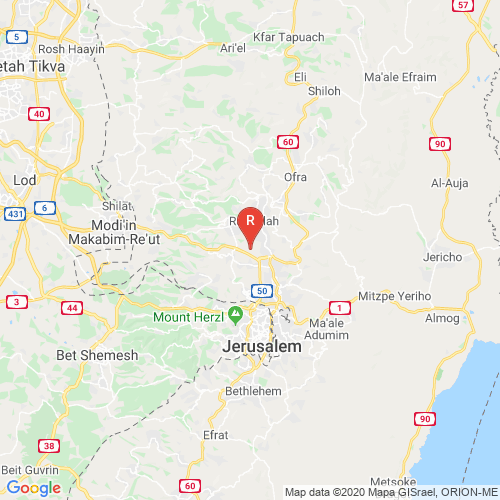 57
Kfar Tapuach
5
Rosh Haayin
Ari'el
etah Tikva
Eli
Ma'ale Efraim
Shiloh
40
60
90
Ofra
Lod
Al-Auja
Shilat
6
431
R
Modi'in
Makabim-Re'ut
Jericho
50
3
44
Mitzpe Yeriho
1
Mount Herzl
Almog
Ma'ale
Adumim
Jerusalem
Bet Shemesh
Bethlehem
90
Efrat
38
Beit Guvrin
60
Metsoke
Google
Map data ©2020 Mapa GISrael, ORION-ME